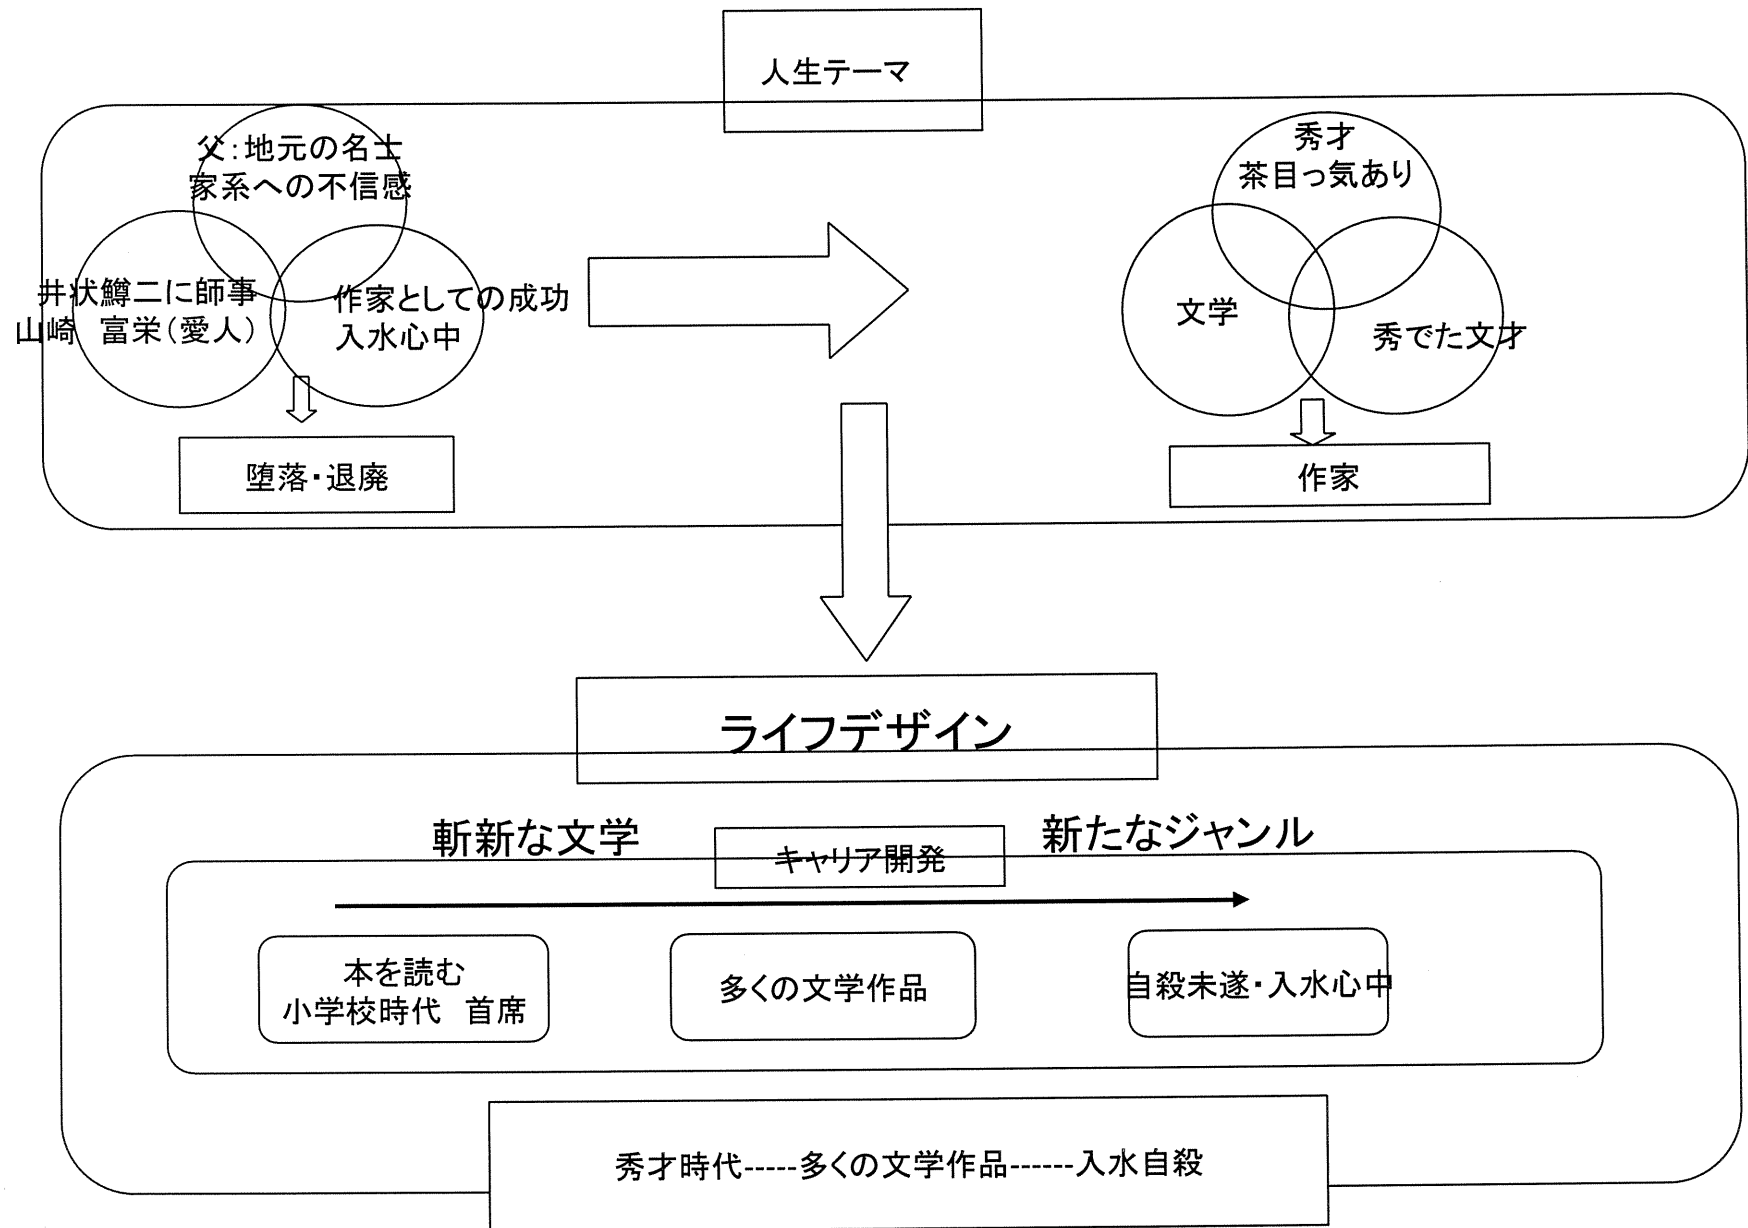 人生テーマ
父：地元の名士
家系への不信感
井状鱒二に師事
山崎　富栄（愛人）
作家としての成功
入水心中
堕落・退廃
秀才
茶目っ気あり
文学
秀でた文才
作家
ライフデザイン
斬新な文学
キャリア開発
新たなジャンル
本を読む
小学校時代　首席
多くの文学作品
自殺未遂・入水心中
秀才時代-----多くの文学作品------入水自殺